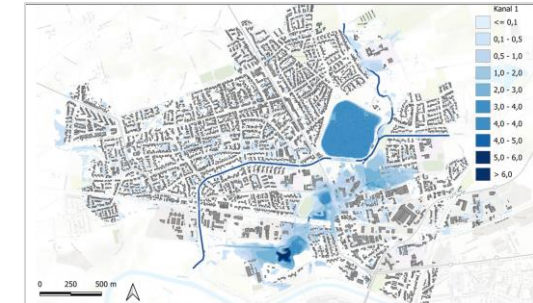 Kanal 1
<= 0,1
0,1 - 0,5
0,5 - 1,0
1,0 - 2,0
2,0 - 3,0
3,0 - 4,0
4,0 - 4,0
4,0 - 5,0
5,0 - 6,0
> 6,0
0 250 500 m